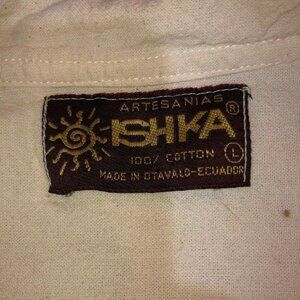 ARTESANIAS
ISHKA ®
100% COTTON L
MADE IN OTAVALO-ECUADOR